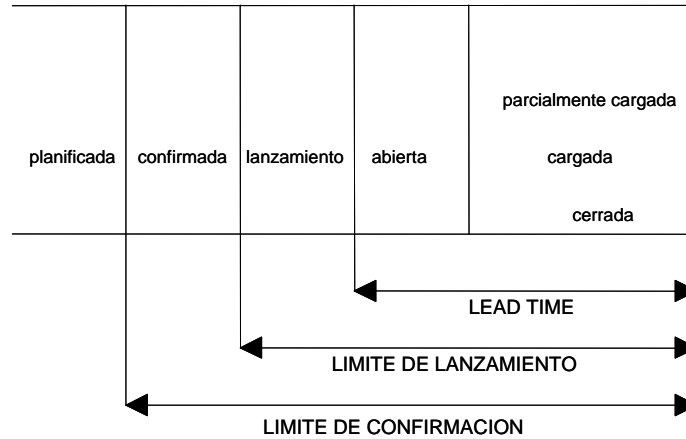 parcialmente cargada
planificada confirmada lanzamiento abierta cargada
cerrada
LEAD TIME
LIMITE DE LANZAMIENTO
LIMITE DE CONFIRMACION